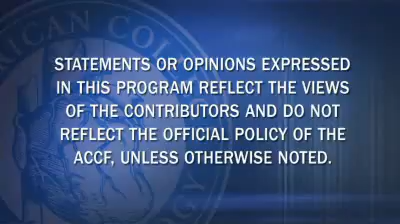 STATEMENTS OR OPINIONS EXPRESSED
IN THIS PROGRAM REFLECT THE VIEWS
OF THE CONTRIBUTORS AND DO NOT
REFLECT THE OFFICIAL POLICY OF THE
ACCF, UNLESS OTHERWISE NOTED.